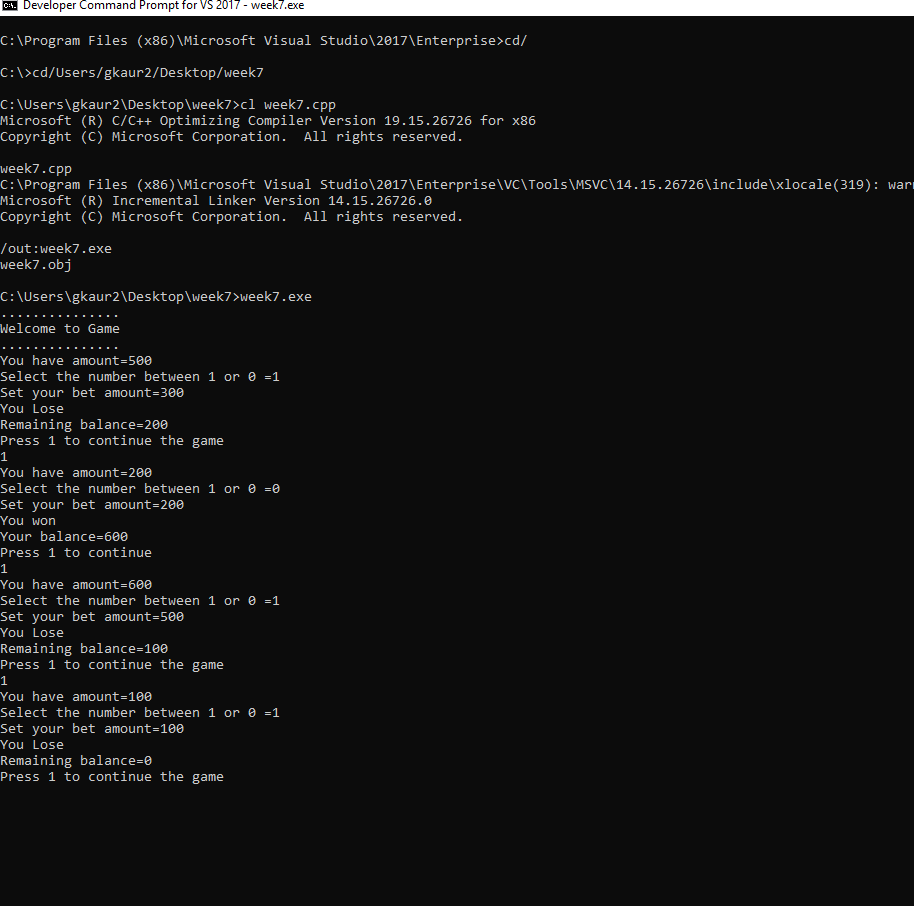 Developer Command Prompt for VS 2017 - week7.exe
C:\Program Files (x86)\Microsoft Visual Studio\2017\Enterprise>cd/
C:\>cd/Users/gkaur2/Desktop/week7
C:\Users\gkaur2\Desktop\week7>cl week7.cpp
Microsoft (R) C/C++ Optimizing Compiler Version 19.15.26726 for x86
Copyright (C) Microsoft Corporation.  All rights reserved.
week7.cpp
C:\Program Files (x86)\Microsoft Visual Studio\2017\Enterprise\VC\Tools\MSVC\14.15.26726\include\xlocale(319): warn
Microsoft (R) Incremental Linker Version 14.15.26726.0
Copyright (C) Microsoft Corporation.  All rights reserved.
/out:week7.exe
week7.obj
C:\Users\gkaur2\Desktop\week7>week7.exe
...............
Welcome to Game
...............
You have amount=500
Select the number between 1 or 0 =1
Set your bet amount=300
You Lose
Remaining balance=200
Press 1 to continue the game
1
You have amount=200
Select the number between 1 or 0 =0
Set your bet amount=200
You won
Your balance=600
Press 1 to continue
1
You have amount=600
Select the number between 1 or 0 =1
Set your bet amount=500
You Lose
Remaining balance=100
Press 1 to continue the game
1
You have amount=100
Select the number between 1 or 0 =1
Set your bet amount=100
You Lose
Remaining balance=0
Press 1 to continue the game